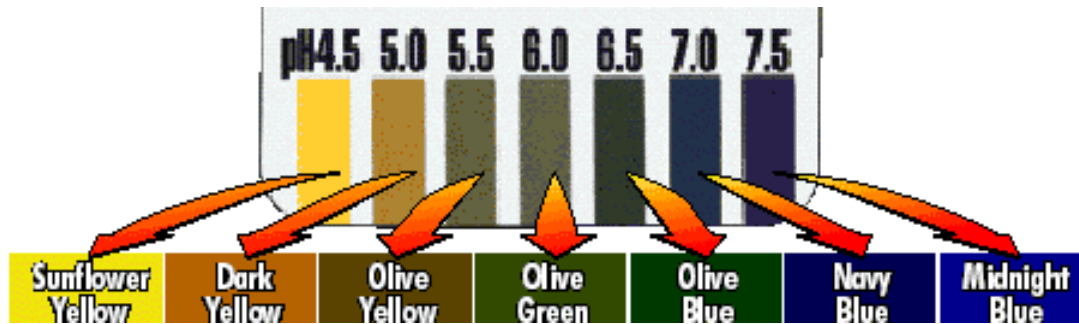 pH4.5 5.0 5.5 6.0 6.5 7.0 7.5
Sunflower Dark Olive Olive Olive Navy Midnight
Yellow Yellow Yellow Green Blue Blue Blue